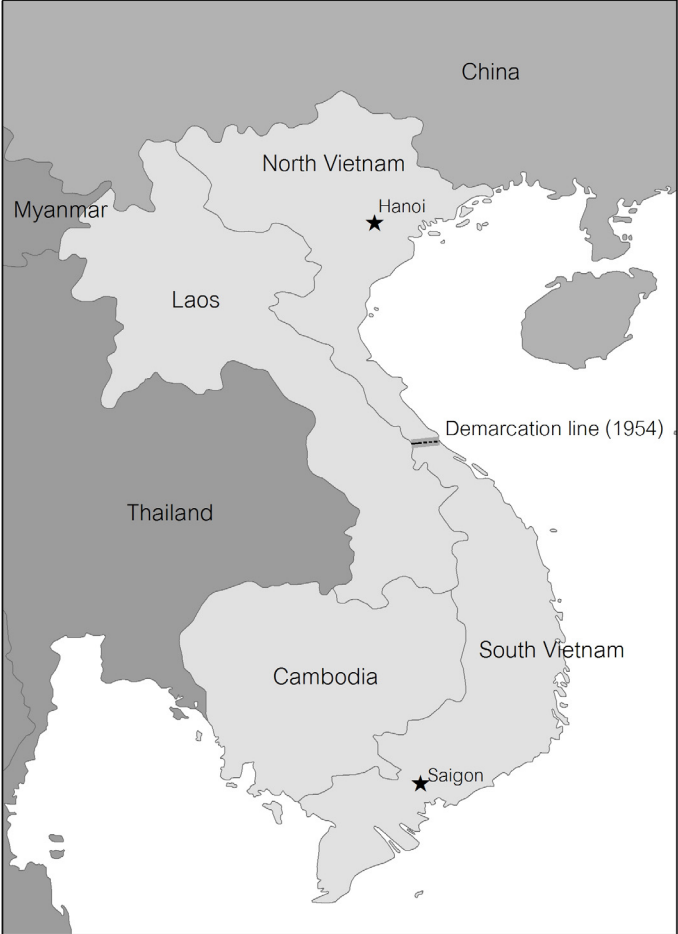 China
North Vietnam
Hanoi
Myanmar
Laos
Demarcation line (1954)
Thailand
South Vietnam
Cambodia
Saigon